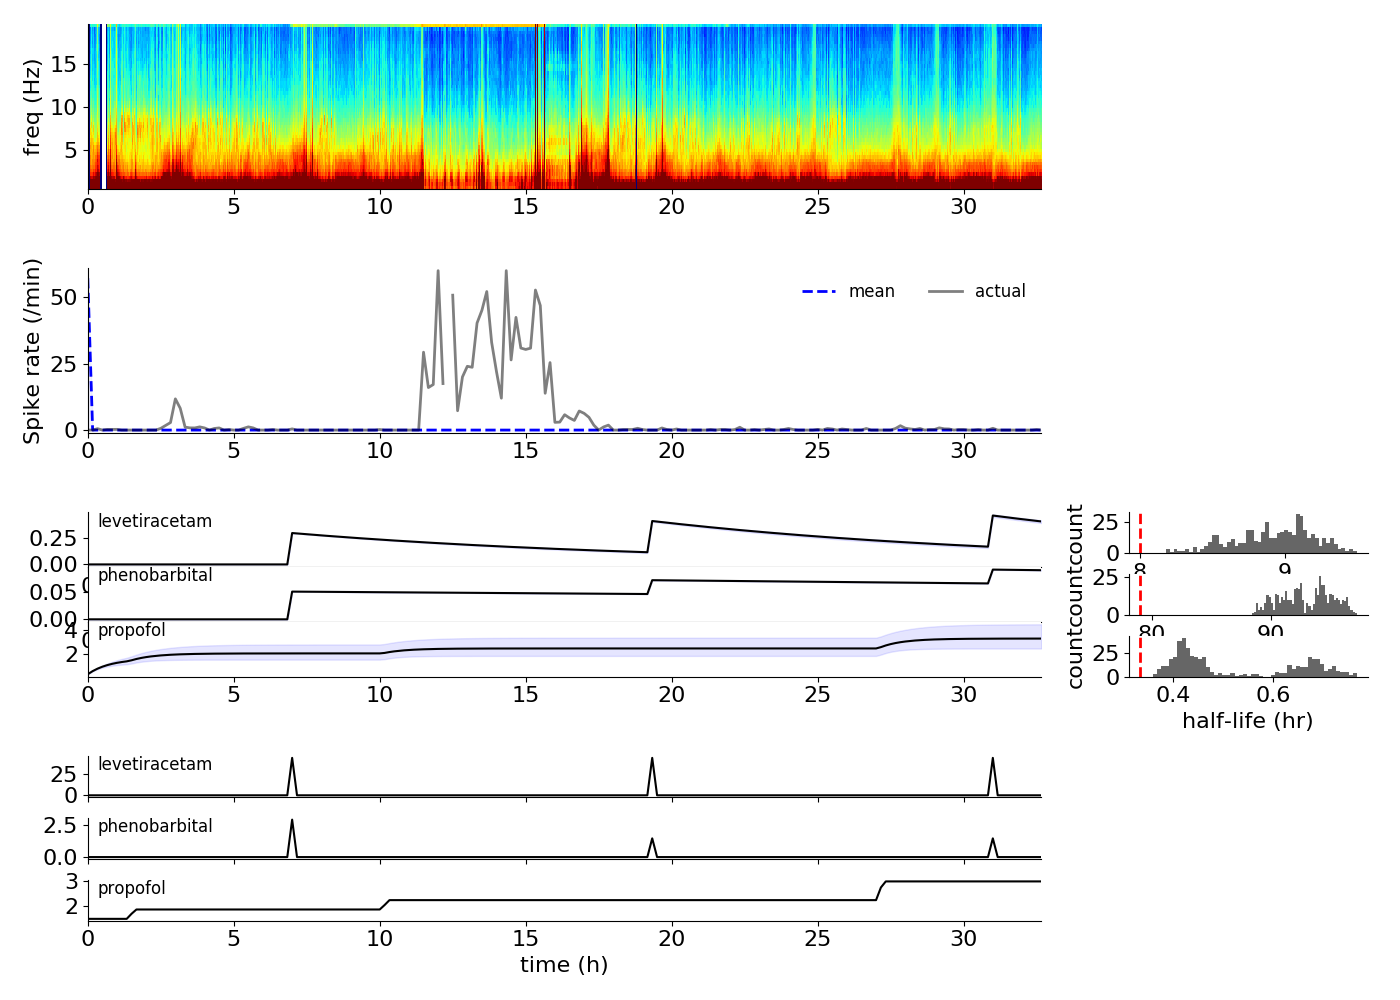 freq (Hz)
15
10
5
0 5 10 15 20 25 30
Spike rate (/min)
50
25
0
mean actual
0 5 10 15 20 25 30
levetiracetam
0.25
0.00
phenobarbital
0.05
0.00
propofol
4
2
0 5 10 15 20 25 30
count
25
0
8 9
count
25
0
80 90
count
25
0
0.4 0.6
half-life (hr)
levetiracetam
25
0
phenobarbital
2.5
0.0
propofol
3
2
0 5 10 15 20 25 30
time (h)